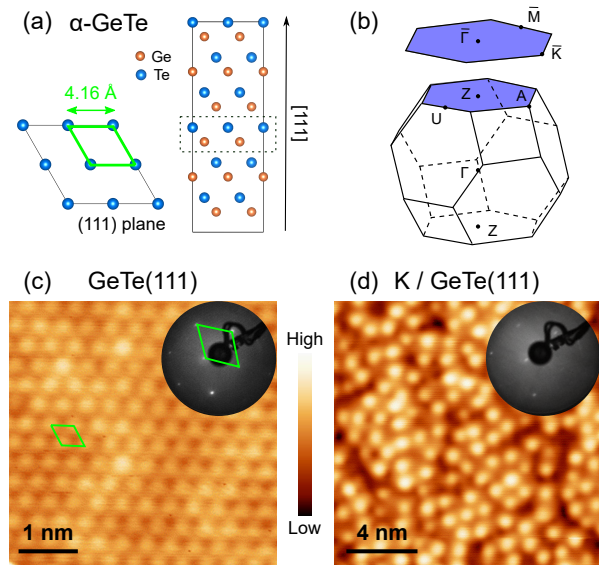 (a)
α-GeTe
Ge
Te
4.16 Å
(111) plane
[111]
(b)
M̅
Γ̅
K̅
Z
A
U
Γ
Z
(c) GeTe(111)
1 nm
High
Low
(d) K / GeTe(111)
4 nm